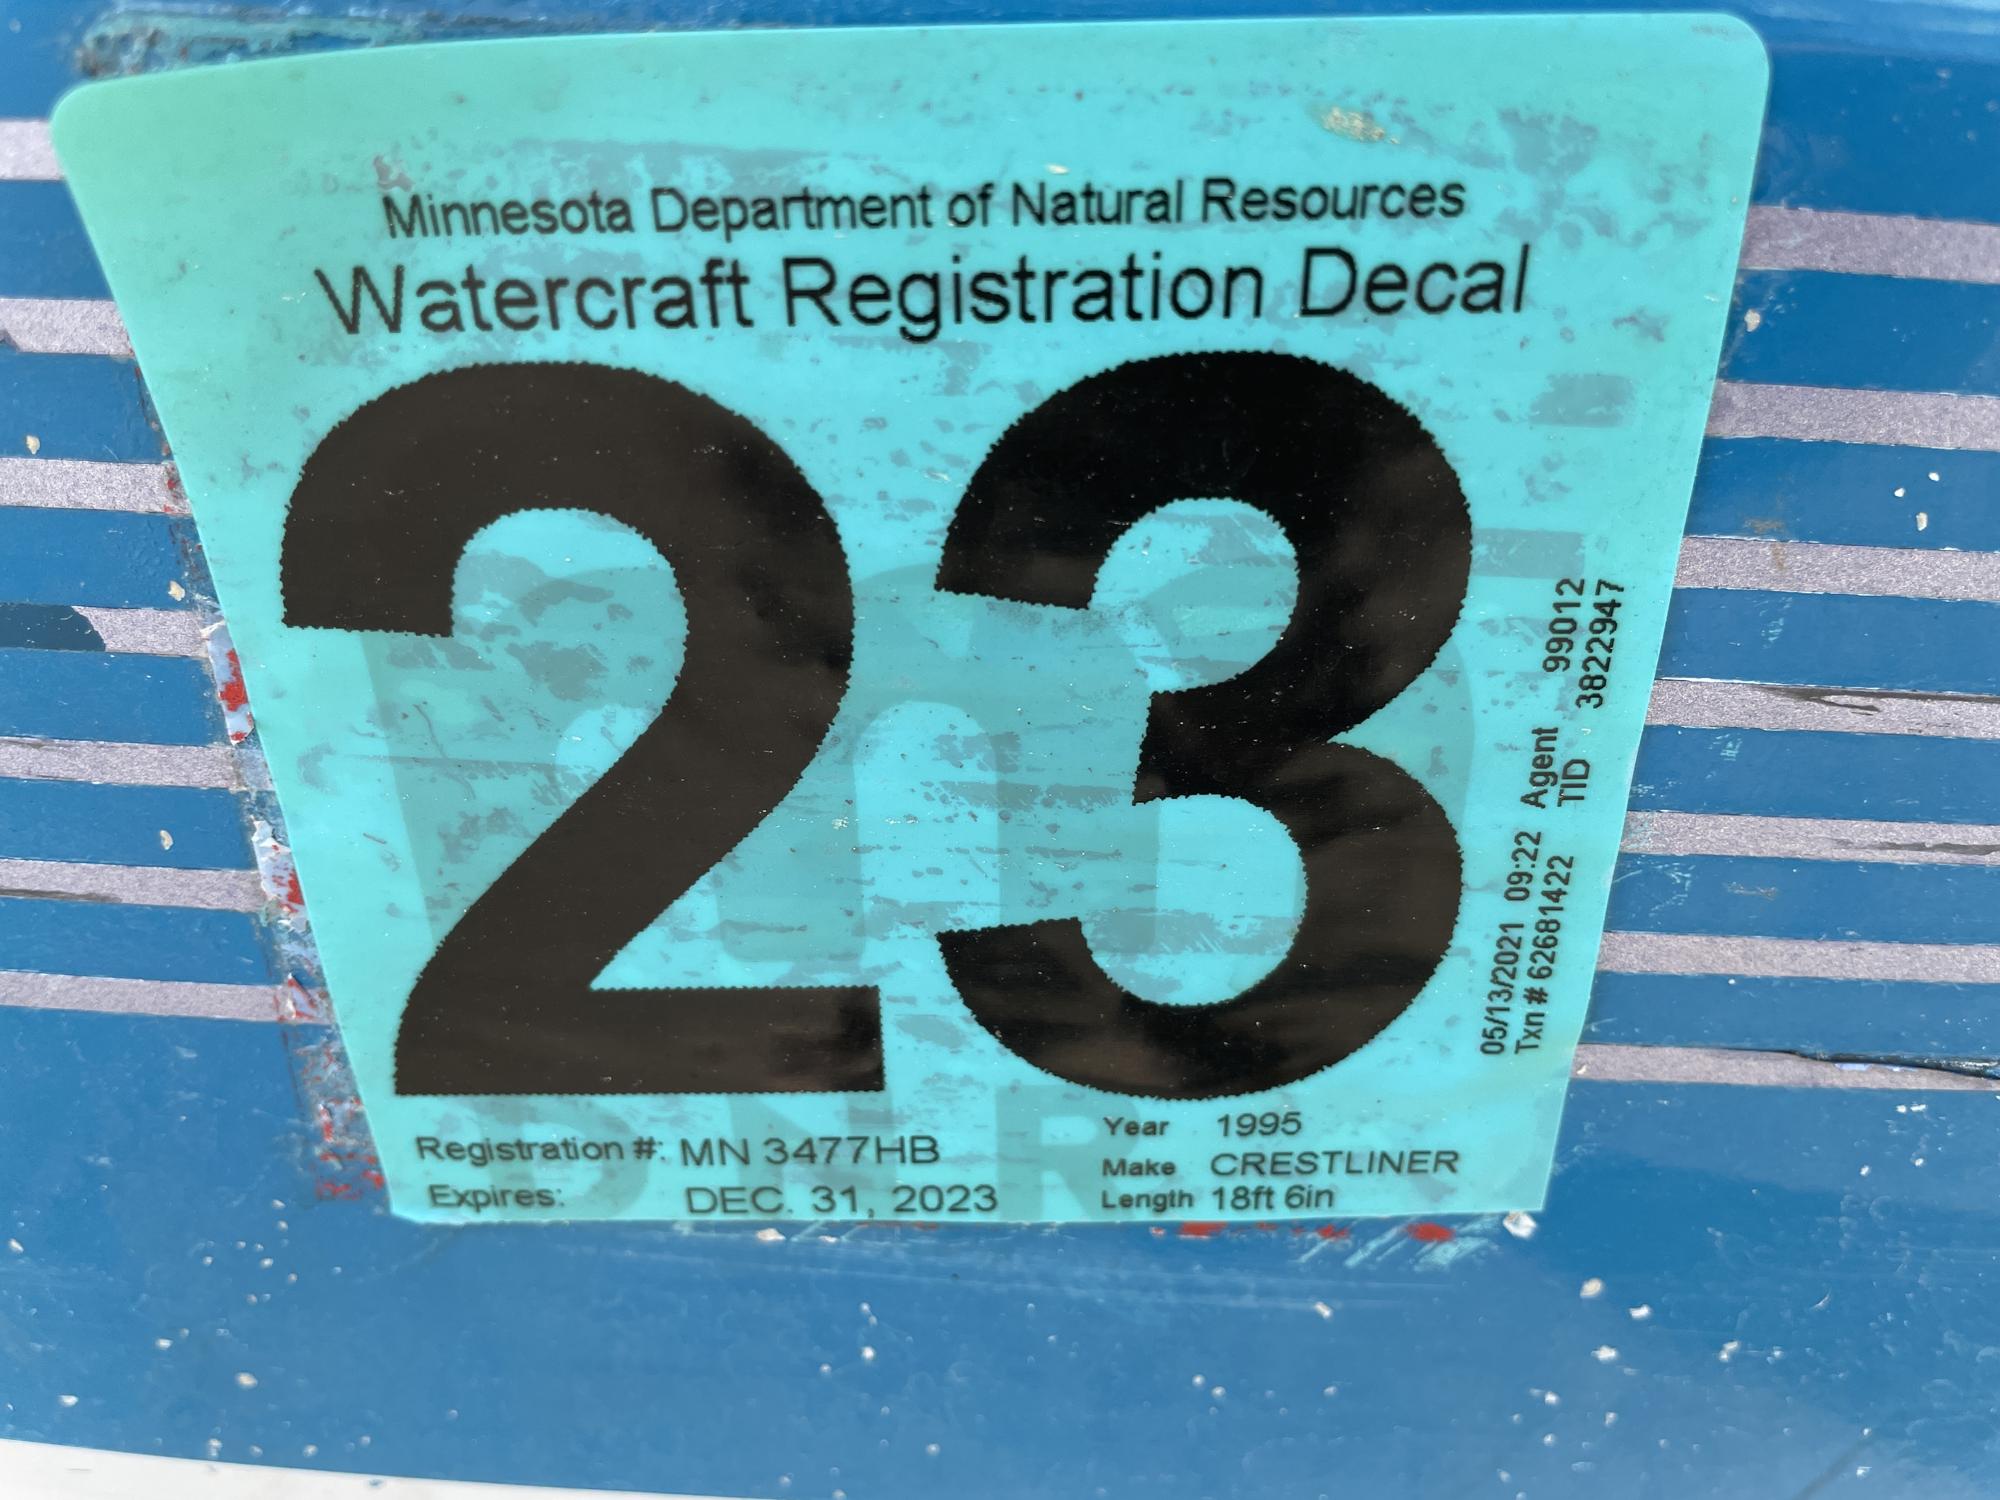 Minnesota Department of Natural Resources
Watercraft Registration Decal
23
Registration #: MN 3477HB
Expires: DEC. 31, 2023
Year 1995
Make CRESTLINER
Length 18ft 6in
05/13/2021 09:22 Agent 99012
Txn # 62681422 TID 3822947
DNR